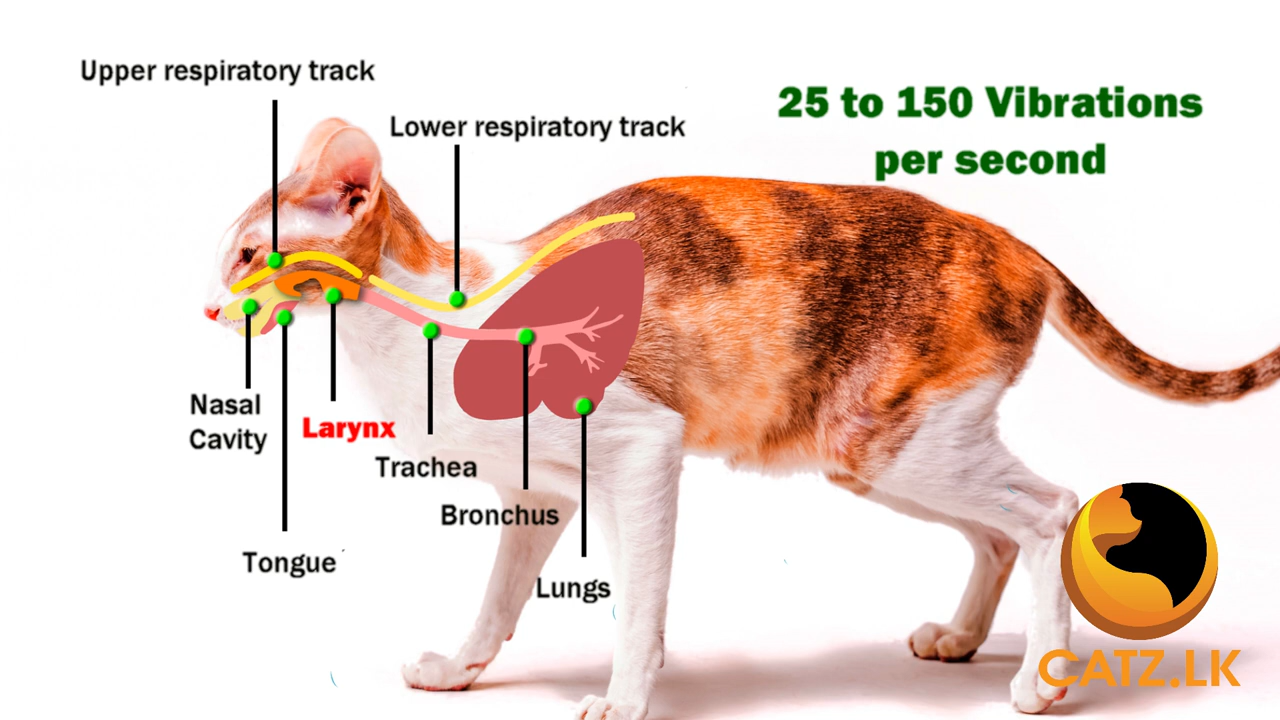 Upper respiratory track
Lower respiratory track
25 to 150 Vibrations
per second
Nasal
Cavity
Larynx
Trachea
Bronchus
Tongue
Lungs
CATZ.LK